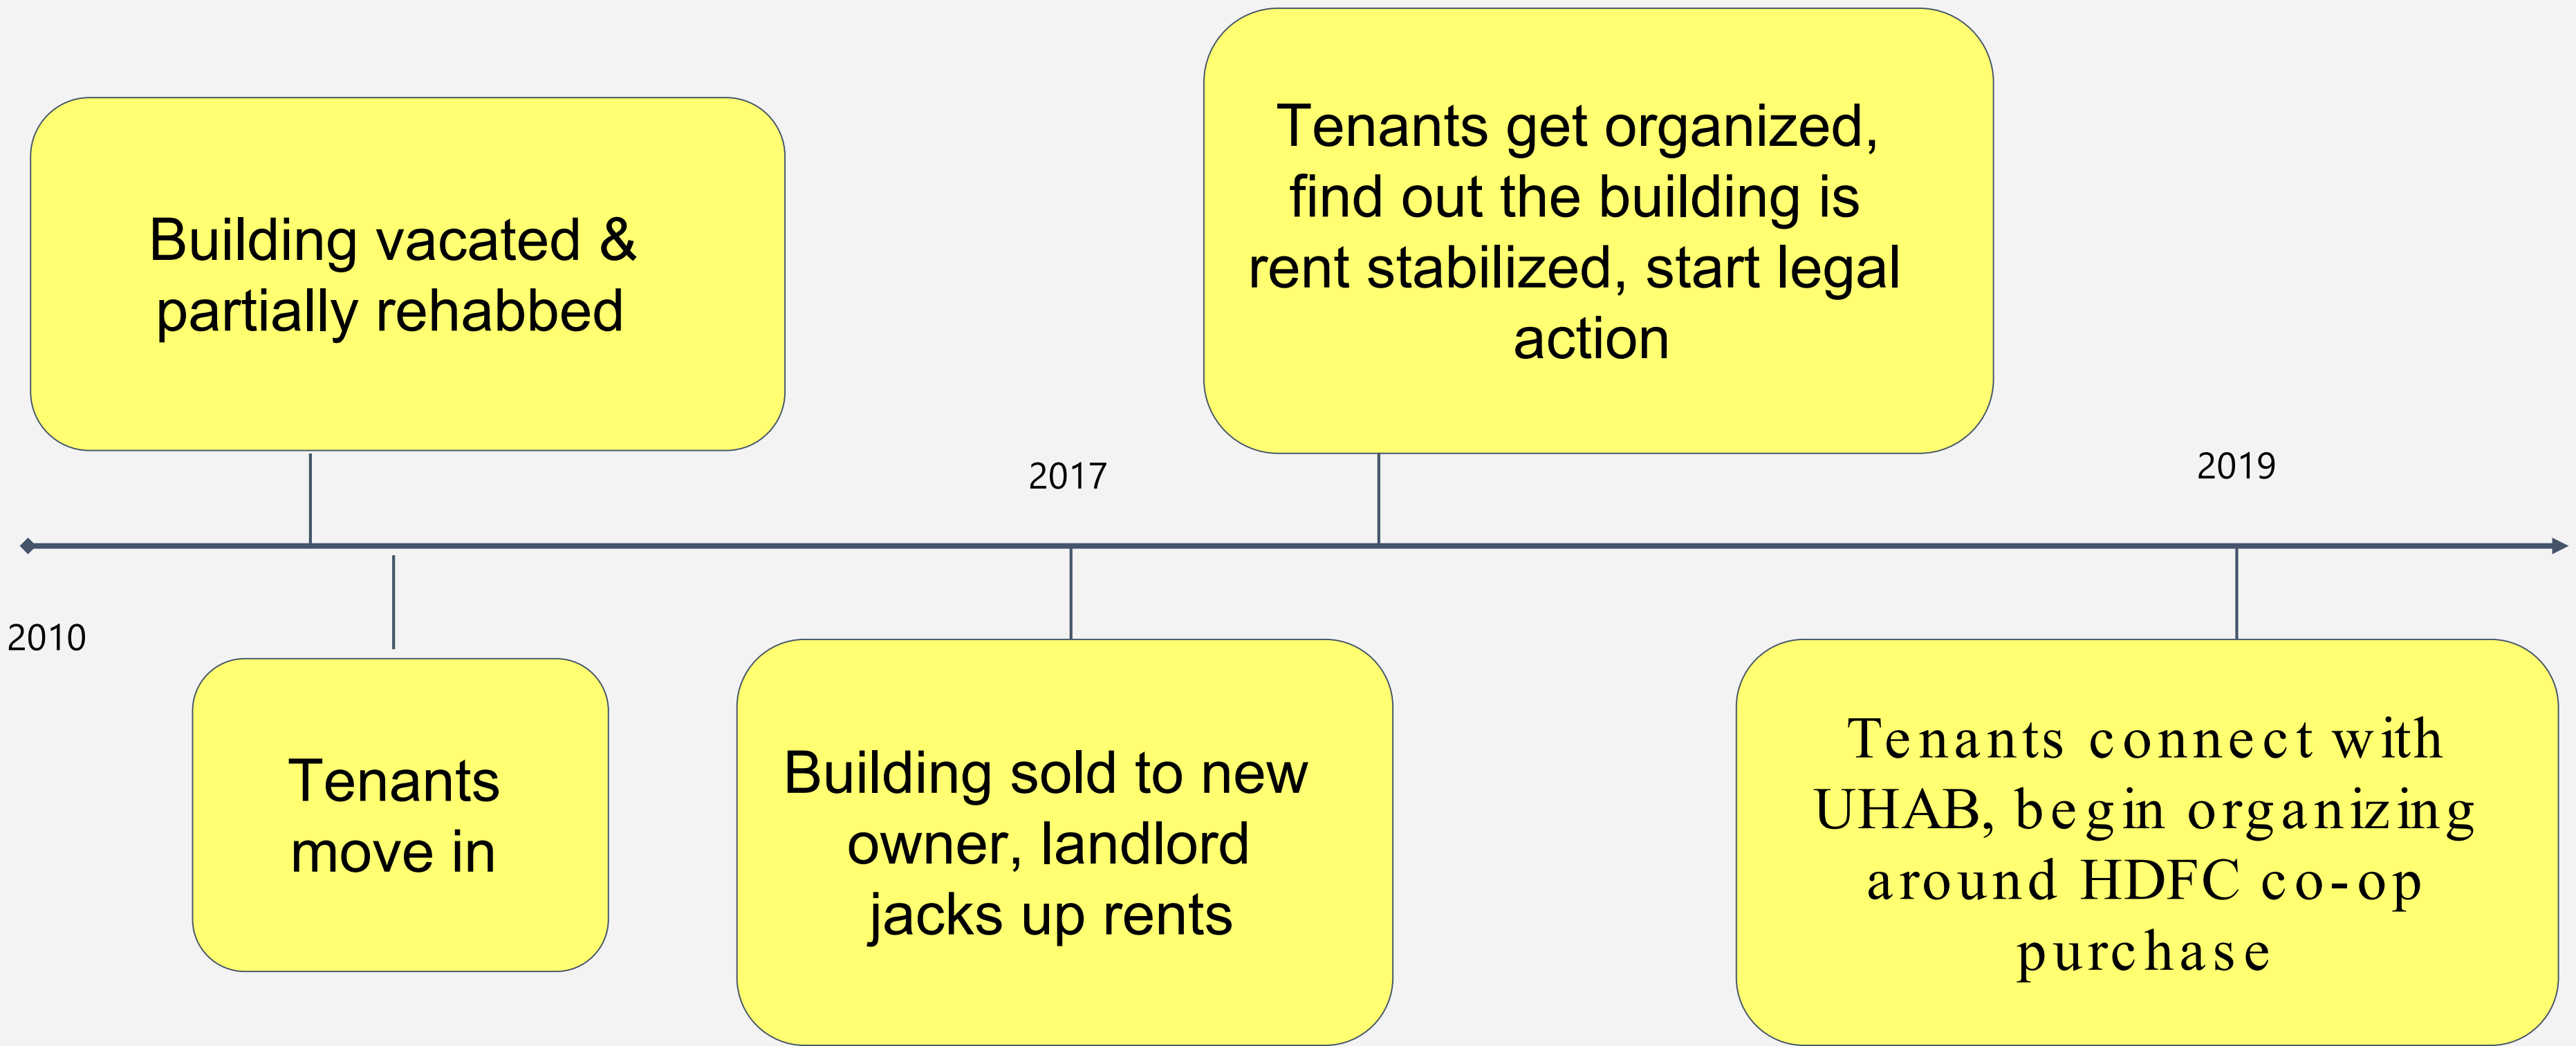 Building vacated &
partially rehabbed
Tenants get organized,
find out the building is
rent stabilized, start legal
action
2017
2019
2010
Tenants
move in
Building sold to new
owner, landlord
jacks up rents
Tenants connect with
UHAB, begin organizing
around HDFC co-op
purchase